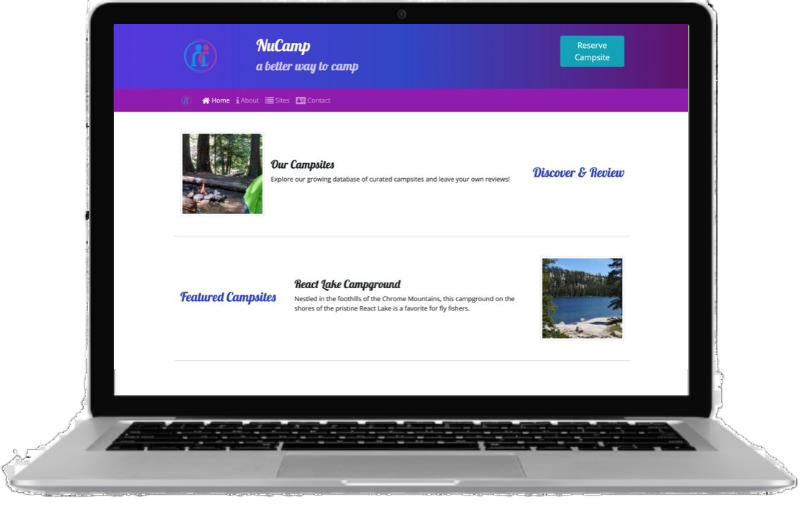 NuCamp
a better way to camp
Reserve
Campsite
Home About Sites Contact
Our Campsites
Explore our growing database of curated campsites and leave your own reviews!
Discover & Review
Featured Campsites
React Lake Campground
Nestled in the foothills of the Chrome Mountains, this campground on the
shores of the pristine React Lake is a favorite for fly fishers.